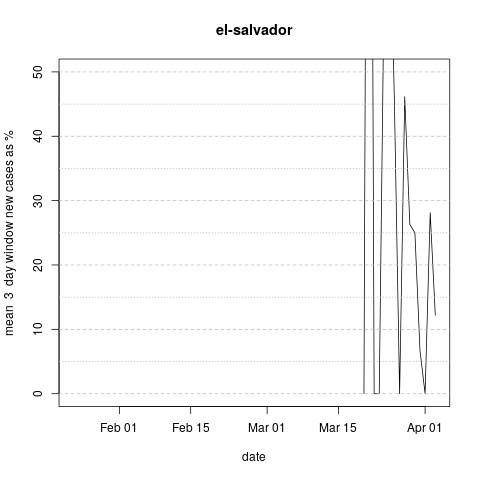 el-salvador
mean 3 day window new cases as %
50
40
30
20
10
0
Feb 01
Feb 15
Mar 01
Mar 15
Apr 01
date